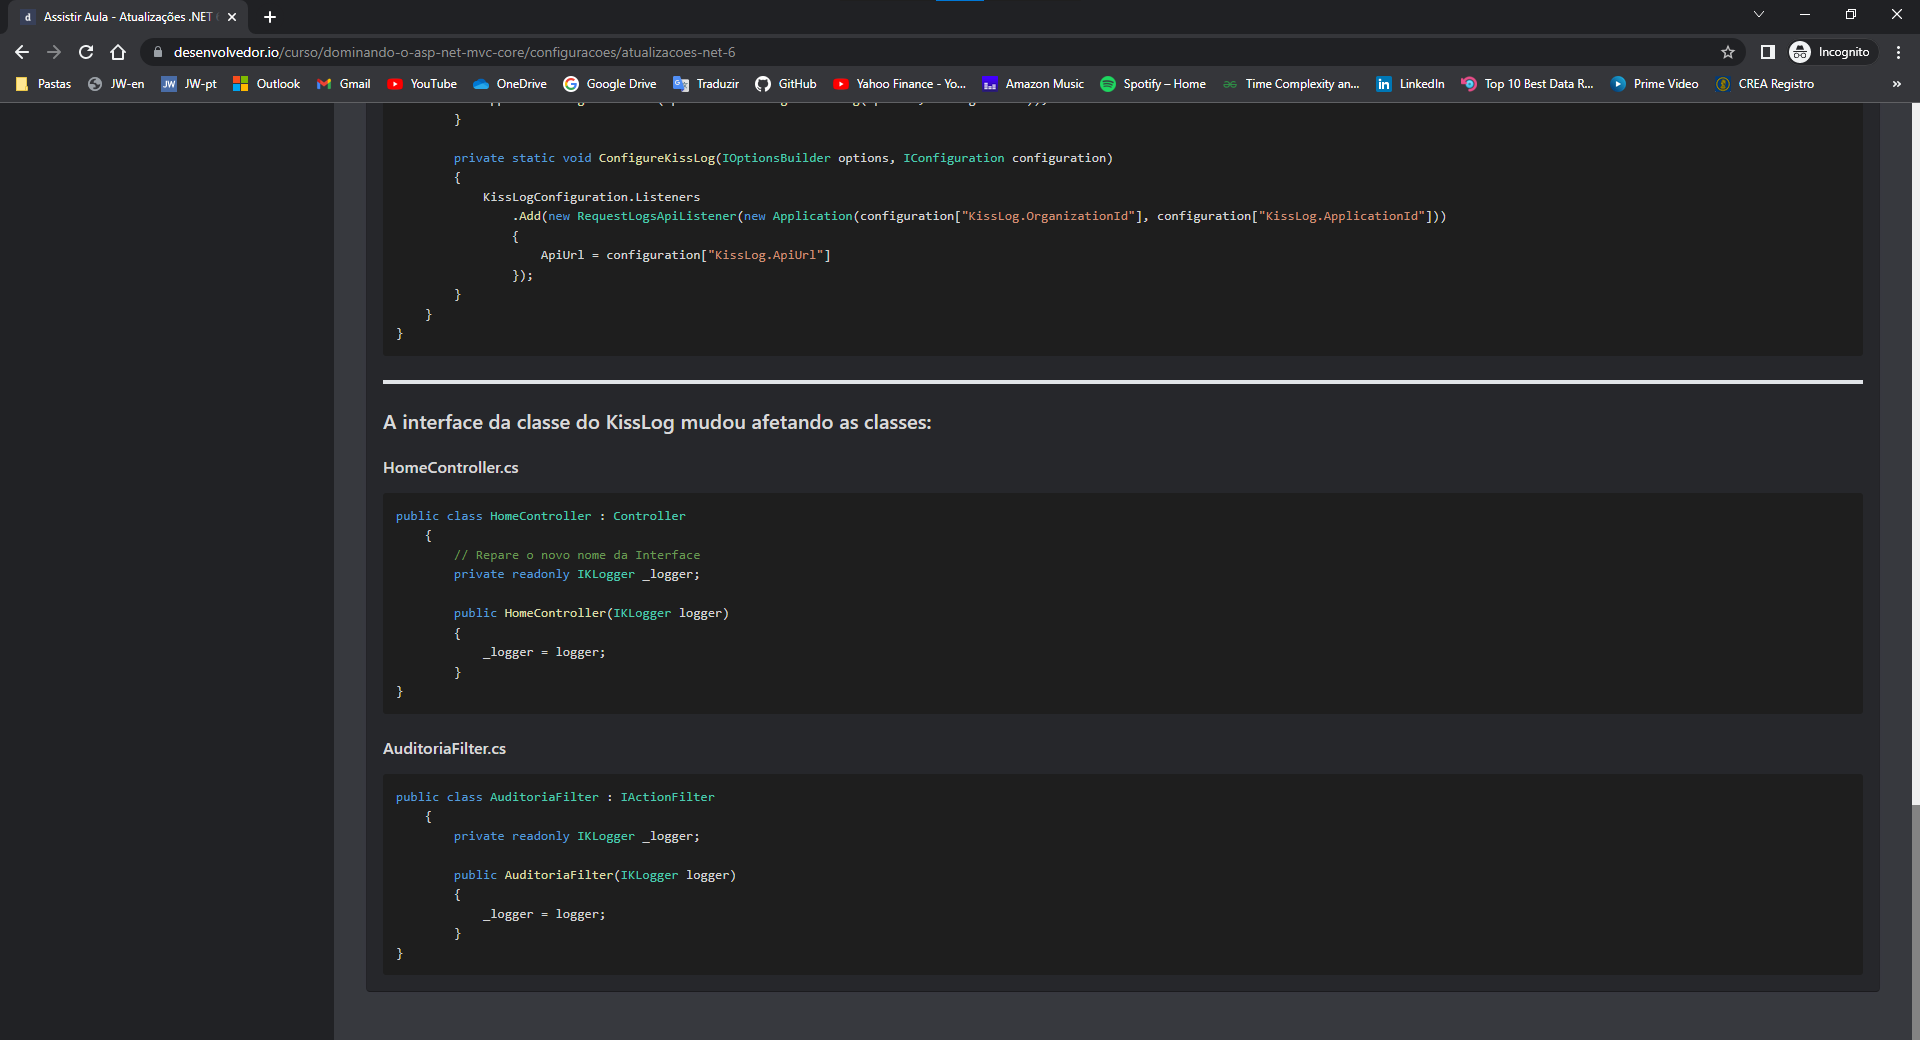 Assistir Aula - Atualizações .NET
desenvolvedor.io/curso/dominando-o-asp-net-mvc-core/configuracoes/atualizacoes-net-6
Incognito
Pastas JW-en JW-pt Outlook Gmail YouTube OneDrive Google Drive Traduzir GitHub Yahoo Finance - Yo... Amazon Music Spotify – Home Time Complexity an... LinkedIn Top 10 Best Data R... Prime Video CREA Registro »
}
private static void ConfigureKissLog(IOptionsBuilder options, IConfiguration configuration)
{
KissLogConfiguration.Listeners
.Add(new RequestLogsApiListener(new Application(configuration["KissLog.OrganizationId"], configuration["KissLog.ApplicationId"]))
{
ApiUrl = configuration["KissLog.ApiUrl"]
});
}
}
}
A interface da classe do KissLog mudou afetando as classes:
HomeController.cs
public class HomeController : Controller
{
// Repare o novo nome da Interface
private readonly IKLogger _logger;
public HomeController(IKLogger logger)
{
_logger = logger;
}
}
AuditoriaFilter.cs
public class AuditoriaFilter : IActionFilter
{
private readonly IKLogger _logger;
public AuditoriaFilter(IKLogger logger)
{
_logger = logger;
}
}